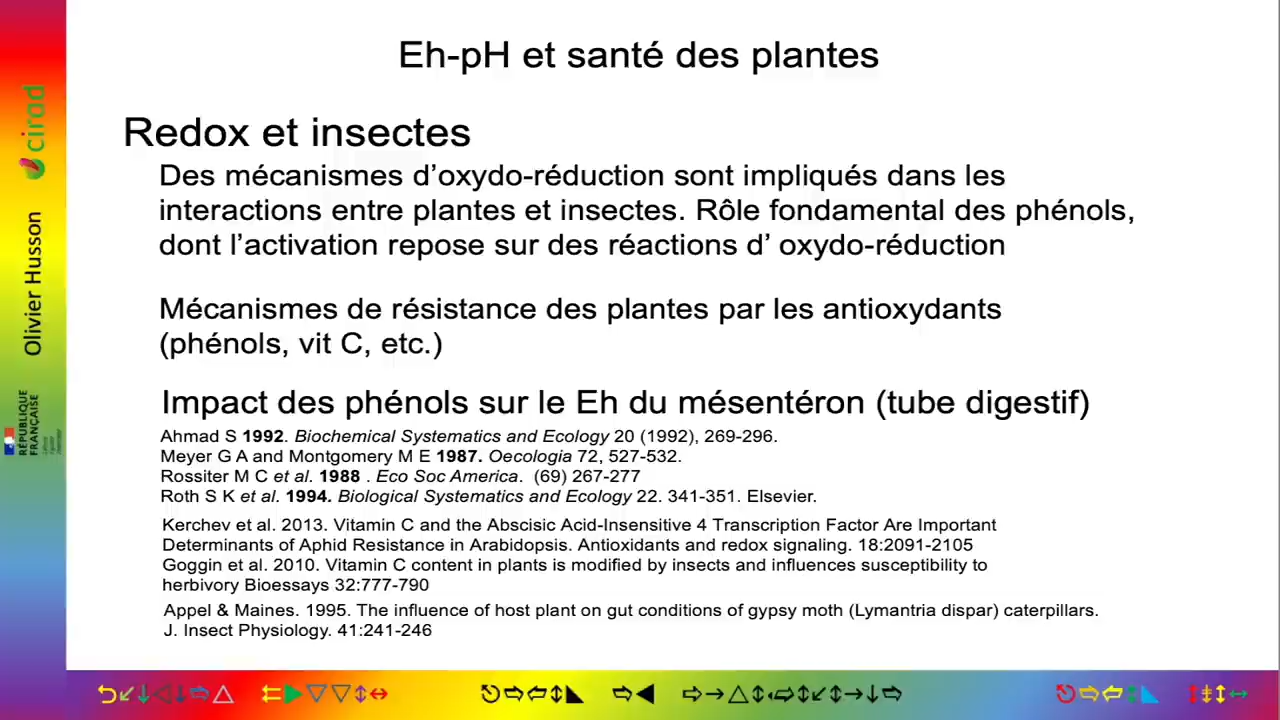 Eh-pH et santé des plantes
Redox et insectes
Des mécanismes d’oxydo-réduction sont impliqués dans les
interactions entre plantes et insectes. Rôle fondamental des phénols,
dont l’activation repose sur des réactions d’ oxydo-réduction
Mécanismes de résistance des plantes par les antioxydants
(phénols, vit C, etc.)
Impact des phénols sur le Eh du mésentéron (tube digestif)
Ahmad S 1992. Biochemical Systematics and Ecology 20 (1992), 269-296.
Meyer G A and Montgomery M E 1987. Oecologia 72, 527-532.
Rossiter M C et al. 1988 . Eco Soc America. (69) 267-277
Roth S K et al. 1994. Biological Systematics and Ecology 22. 341-351. Elsevier.
Kerchev et al. 2013. Vitamin C and the Abscisic Acid-Insensitive 4 Transcription Factor Are Important
Determinants of Aphid Resistance in Arabidopsis. Antioxidants and redox signaling. 18:2091-2105
Goggin et al. 2010. Vitamin C content in plants is modified by insects and influences susceptibility to
herbivory Bioessays 32:777-790
Appel & Maines. 1995. The influence of host plant on gut conditions of gypsy moth (Lymantria dispar) caterpillars.
J. Insect Physiology. 41:241-246
cirad
Olivier Husson
RÉPUBLIQUE
FRANÇAISE